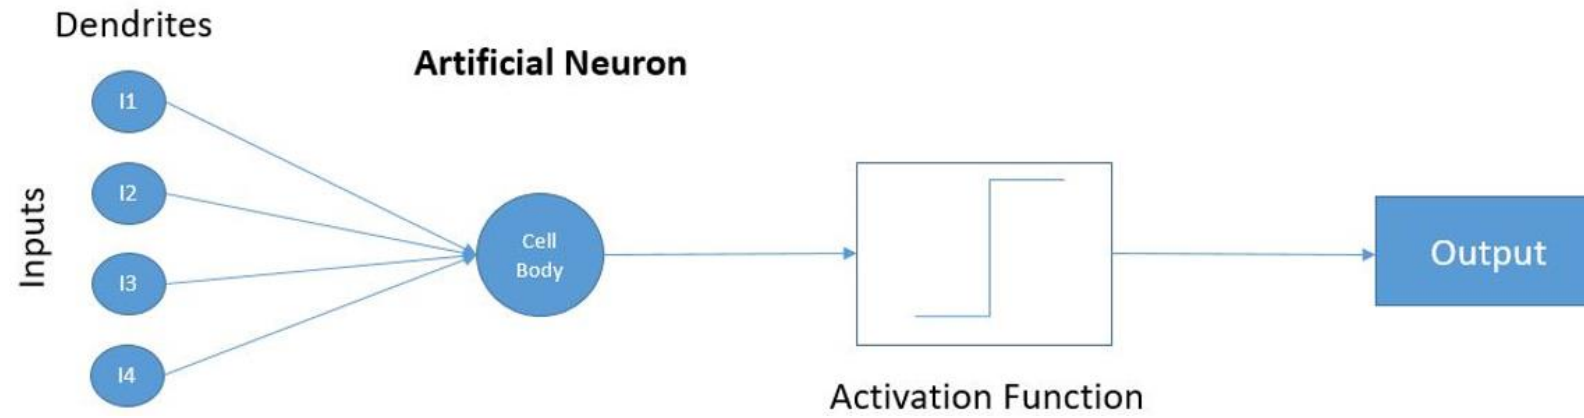 Dendrites
Artificial Neuron
Inputs
I1
I2
I3
I4
Cell
Body
Output
Activation Function